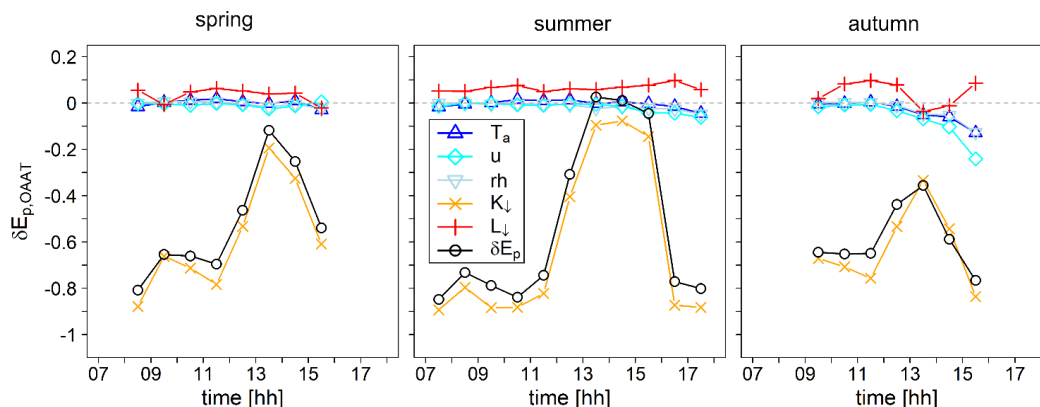 spring
summer
autumn
δE_p,OAAT
0.2
0
-0.2
-0.4
-0.6
-0.8
-1
T_a
u
rh
K↓
L↓
δE_p
07 09 11 13 15 17
07 09 11 13 15 17
07 09 11 13 15 17
time [hh]
time [hh]
time [hh]